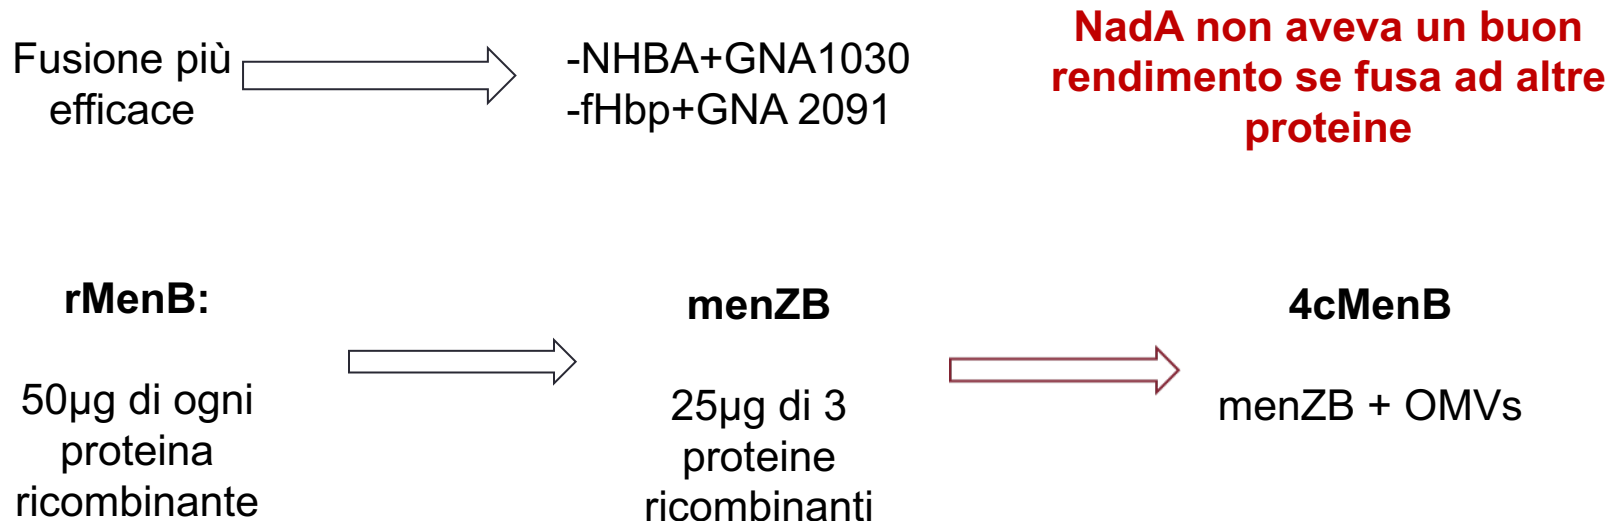 Fusione più
efficace
-NHBA+GNA1030
-fHbp+GNA 2091
NadA non aveva un buon
rendimento se fusa ad altre
proteine
rMenB:
50µg di ogni
proteina
ricombinante
menZB
25µg di 3
proteine
ricombinanti
4cMenB
menZB + OMVs